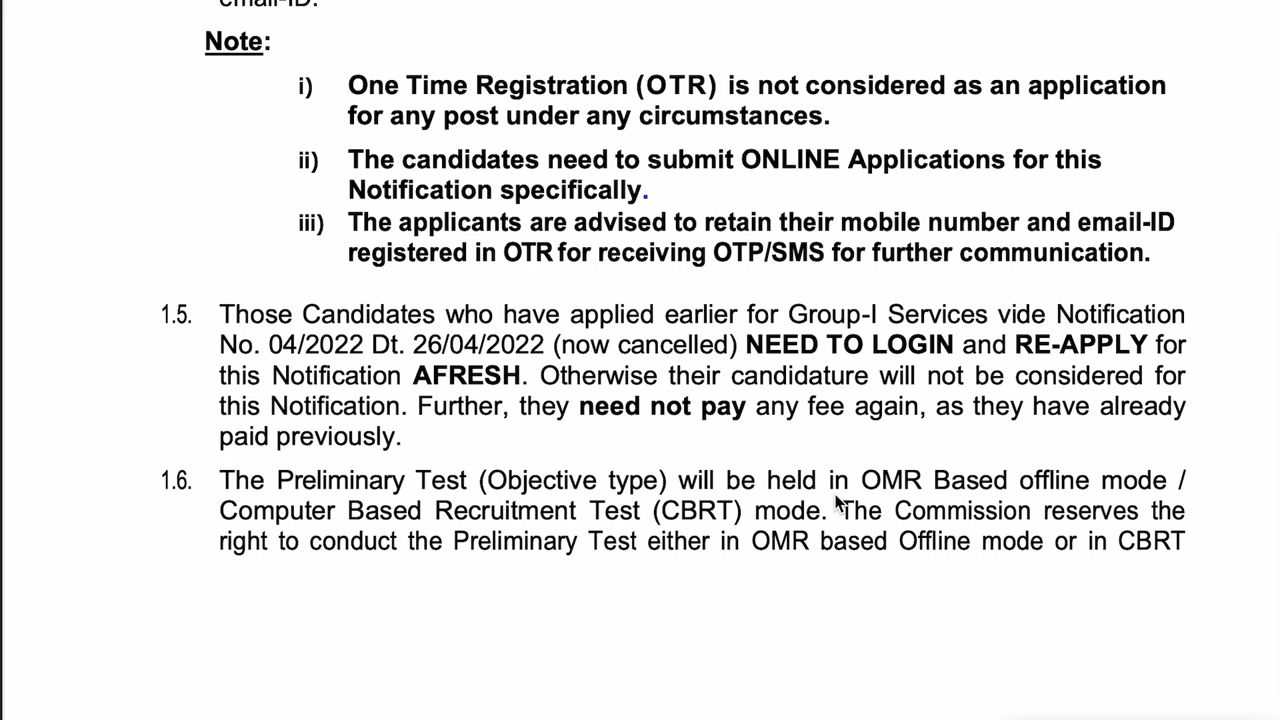 email-ID.
Note:
i) One Time Registration (OTR) is not considered as an application
for any post under any circumstances.
ii) The candidates need to submit ONLINE Applications for this
Notification specifically.
iii) The applicants are advised to retain their mobile number and email-ID
registered in OTR for receiving OTP/SMS for further communication.
1.5. Those Candidates who have applied earlier for Group-I Services vide Notification
No. 04/2022 Dt. 26/04/2022 (now cancelled) NEED TO LOGIN and RE-APPLY for
this Notification AFRESH. Otherwise their candidature will not be considered for
this Notification. Further, they need not pay any fee again, as they have already
paid previously.
1.6. The Preliminary Test (Objective type) will be held in OMR Based offline mode /
Computer Based Recruitment Test (CBRT) mode. The Commission reserves the
right to conduct the Preliminary Test either in OMR based Offline mode or in CBRT